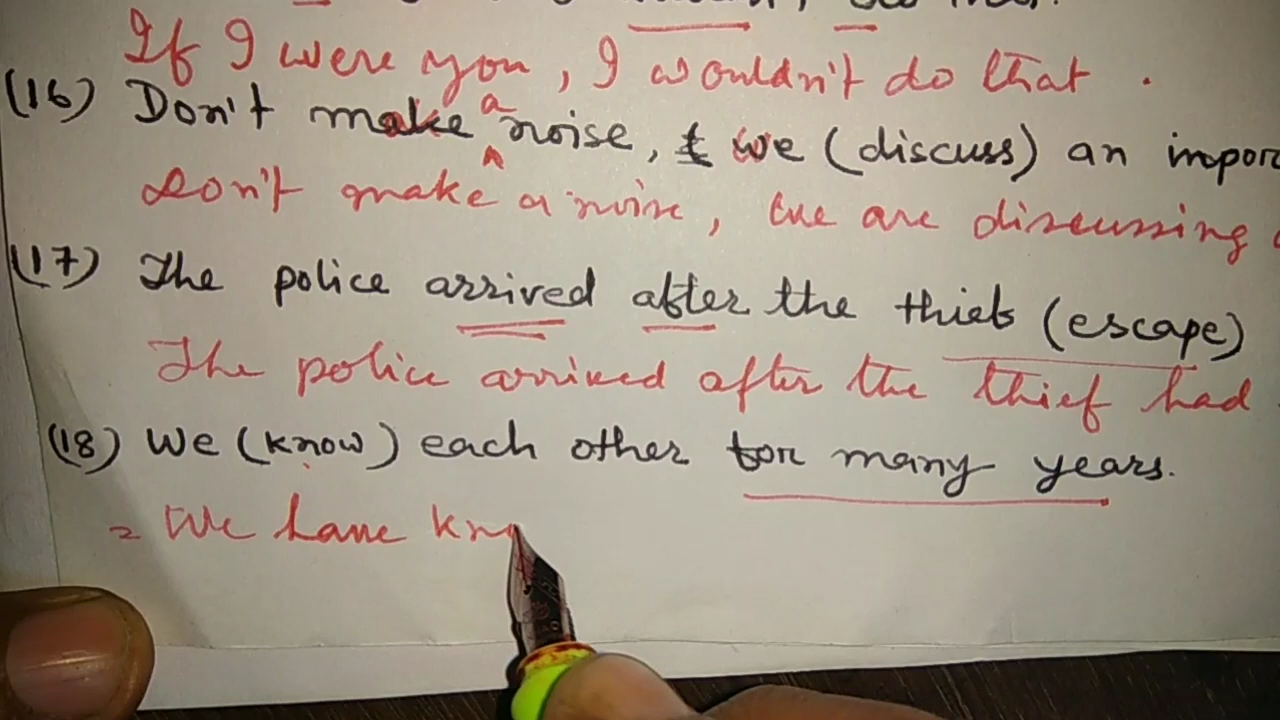 If I were you, I wouldn't do that .
(16) Don't make a noise, we (discuss) an impor
Don't make a noise, we are discussing
(17) The police arrived after the thief (escape)
The police arrived after the thief had
(18) We (know) each other for many years.
= We have kno